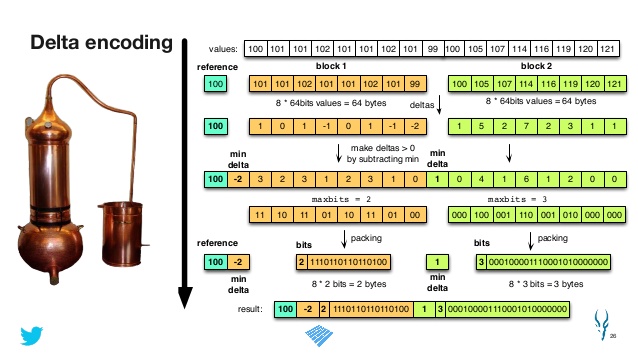 Delta encoding
values: 100 101 101 102 101 101 102 101 99 100 105 107 114 116 119 120 121
reference block 1 block 2
100 101 101 102 101 101 102 101 99 100 105 107 114 116 119 120 121
8 * 64bits values = 64 bytes deltas 8 * 64bits values = 64 bytes
100 1 0 1 -1 0 1 -1 -2 1 5 2 7 2 3 1 1
min delta make deltas > 0 by subtracting min min delta
100 -2 3 2 3 1 2 3 1 0 1 0 4 1 6 1 2 0 0
maxbits = 2 maxbits = 3
11 10 11 01 10 11 01 00 000 100 001 110 001 010 000 000
reference bits packing bits packing
100 -2 2 1110110110110100 1 3 000100001110001010000000
min delta 8 * 2 bits = 2 bytes min delta 8 * 3 bits = 3 bytes
result: 100 -2 2 1110110110110100 1 3 000100001110001010000000
26